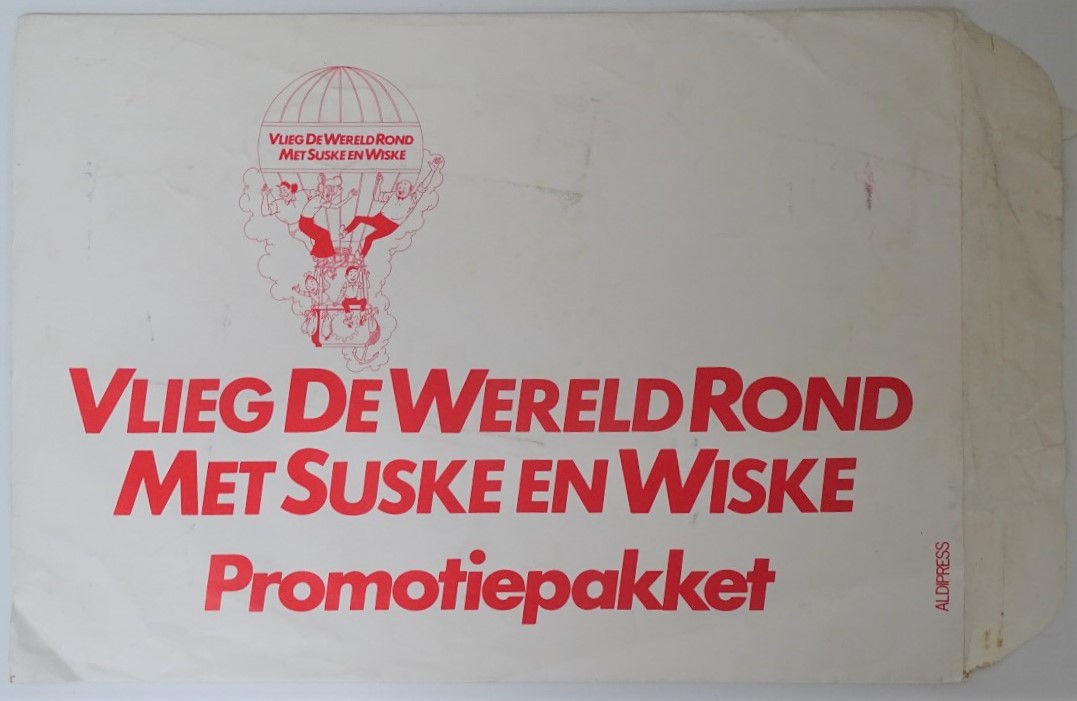 VLIEG DE WERELD ROND
MET SUSKE EN WISKE
VLIEG DE WERELD ROND
MET SUSKE EN WISKE
Promotiepakket
ALDIPRESS